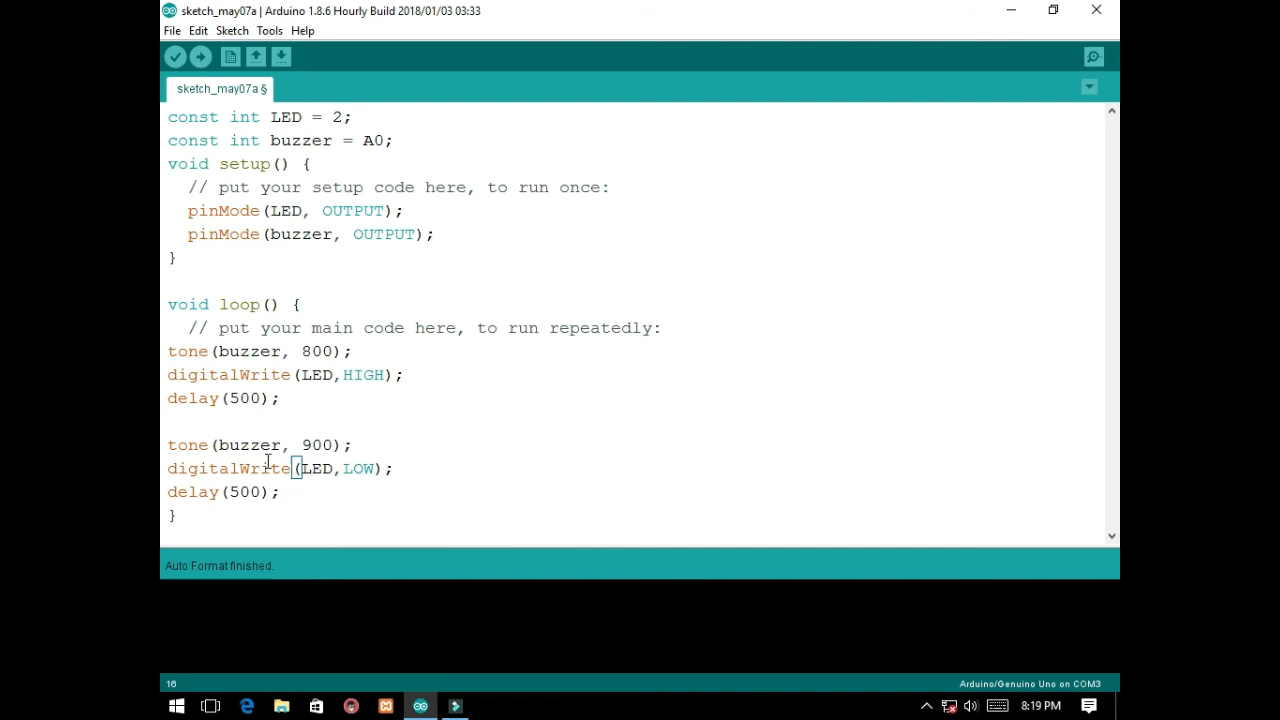 sketch_may07a | Arduino 1.8.6 Hourly Build 2018/01/03 03:33
File Edit Sketch Tools Help
sketch_may07a §
const int LED = 2;
const int buzzer = A0;
void setup() {
  // put your setup code here, to run once:
  pinMode(LED, OUTPUT);
  pinMode(buzzer, OUTPUT);
}

void loop() {
  // put your main code here, to run repeatedly:
tone(buzzer, 800);
digitalWrite(LED,HIGH);
delay(500);

tone(buzzer, 900);
digitalWrite(LED,LOW);
delay(500);
}
Auto Format finished.
16 Arduino/Genuino Uno on COM3
8:19 PM